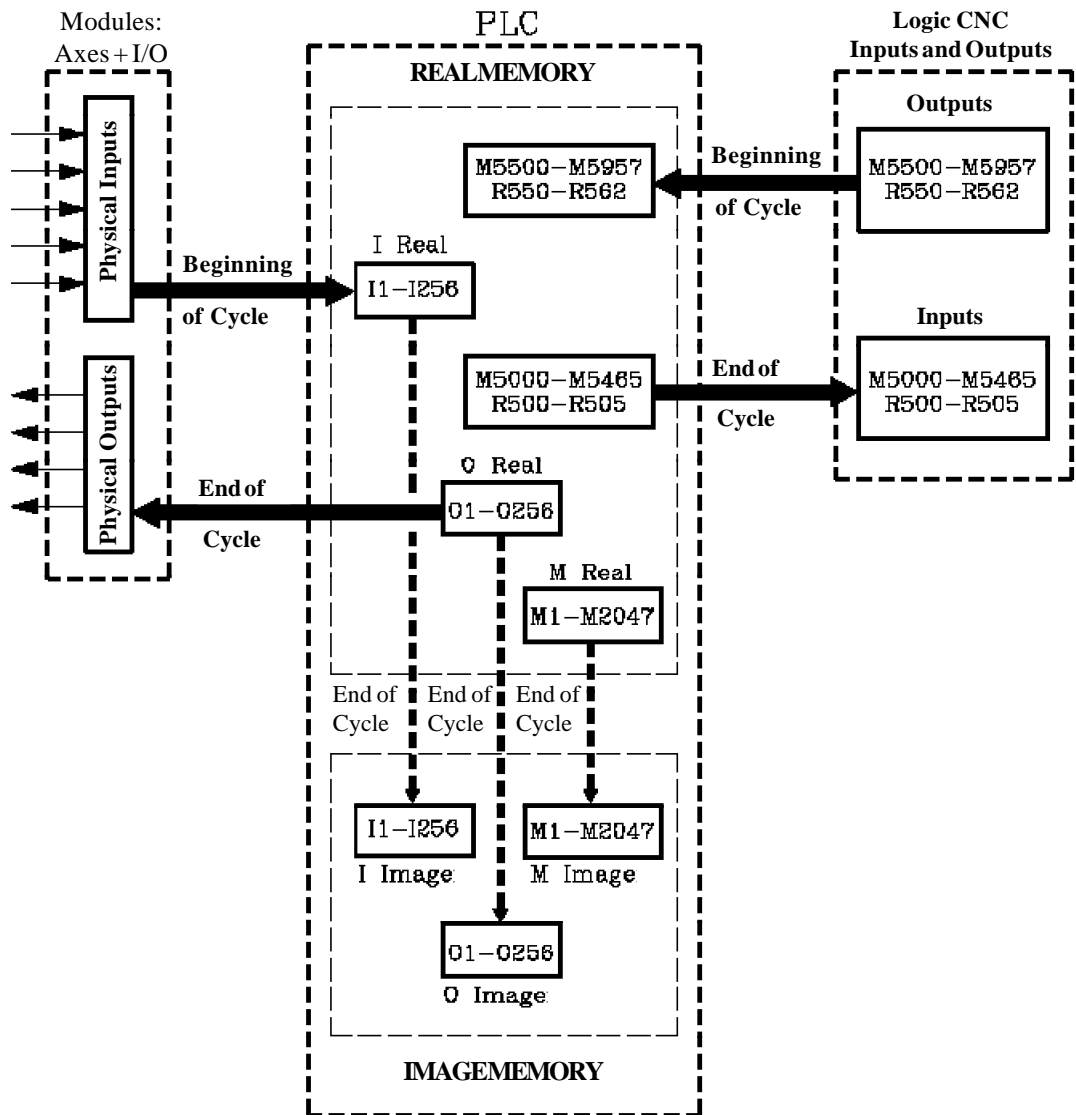 Modules:
Axes + I/O
Physical Inputs
Physical Outputs
Beginning
of Cycle
End of
Cycle
PLC
REALMEMORY
M5500-M5957
R550-R562
I Real
I1-I256
M5000-M5465
R500-R505
O Real
O1-O256
M Real
M1-M2047
End of
Cycle
End of
Cycle
End of
Cycle
I1-I256
I Image
M1-M2047
M Image
O1-O256
O Image
IMAGEMEMORY
Beginning
of Cycle
End of
Cycle
Logic CNC
Inputs and Outputs
Outputs
M5500-M5957
R550-R562
Inputs
M5000-M5465
R500-R505